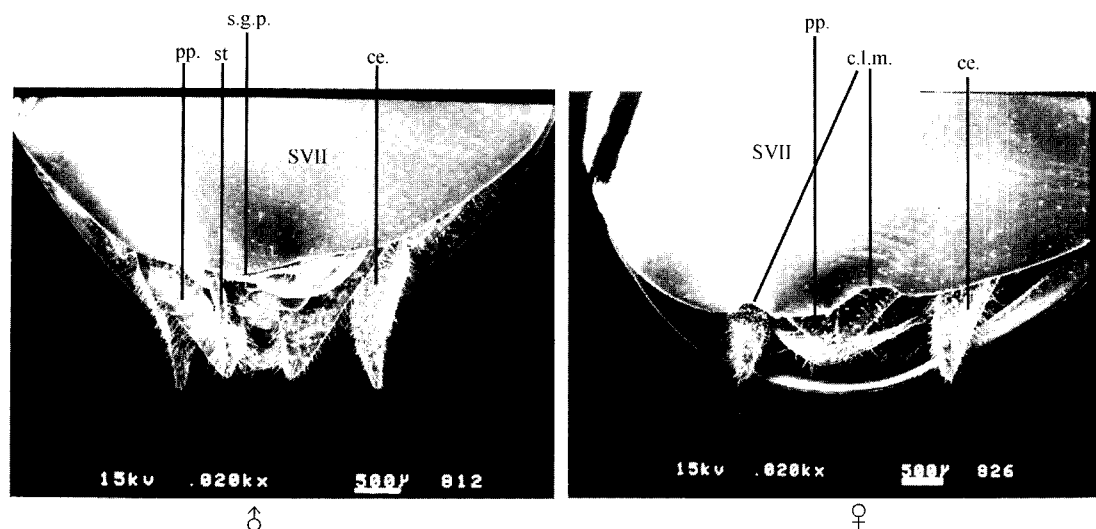 s.g.p.
pp. st ce.
SVII
15kv .020kx 500µ 812
♂
pp.
c.l.m. ce.
SVII
15kv .020kx 500µ 826
♀